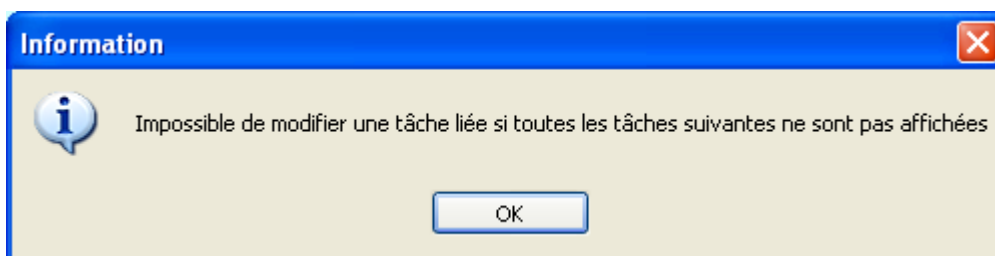 Information
Impossible de modifier une tâche liée si toutes les tâches suivantes ne sont pas affichées
OK